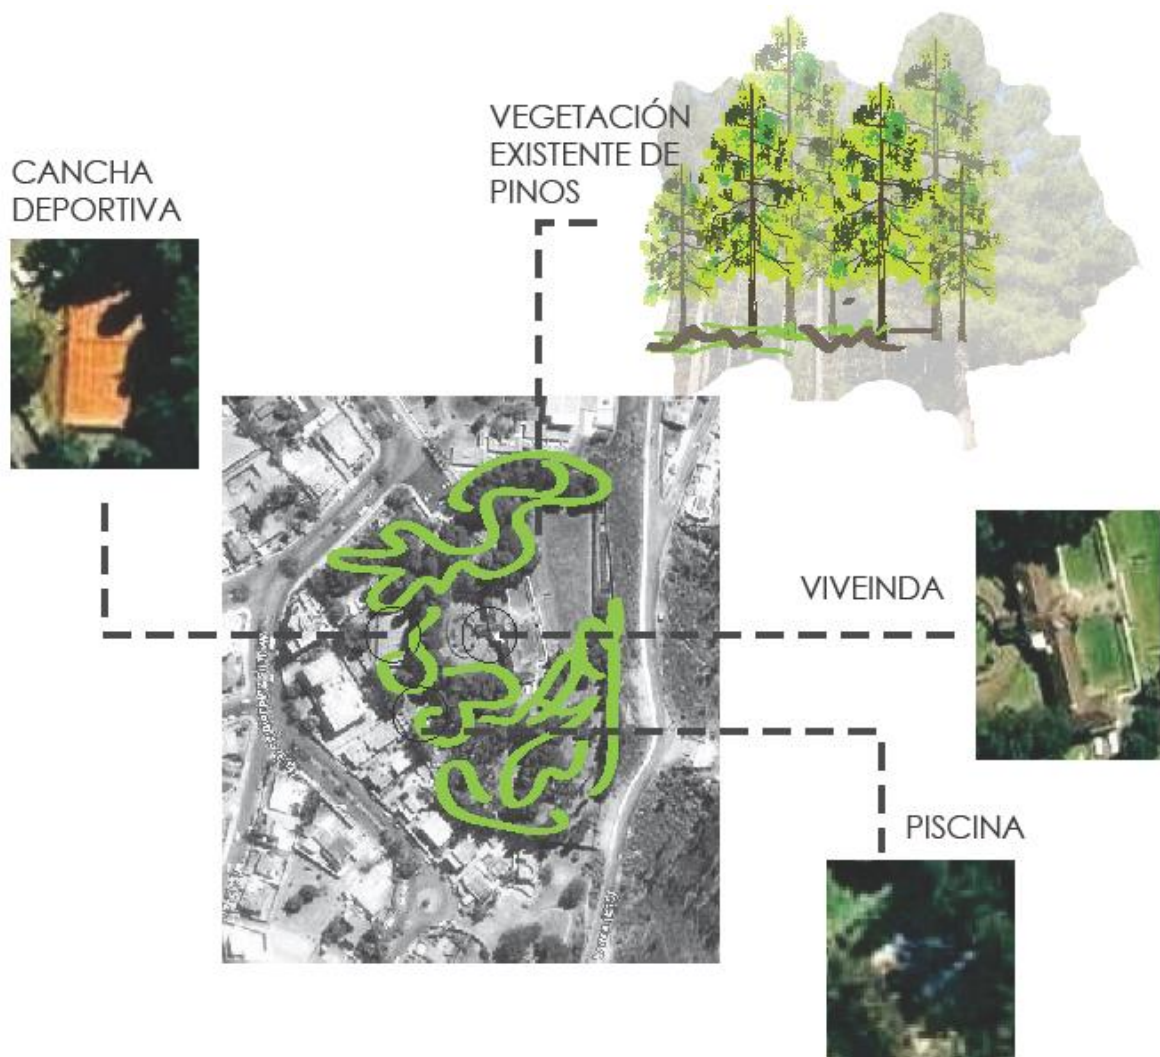 VEGETACIÓN
EXISTENTE DE
PINOS
CANCHA
DEPORTIVA
VIVEINDA
PISCINA